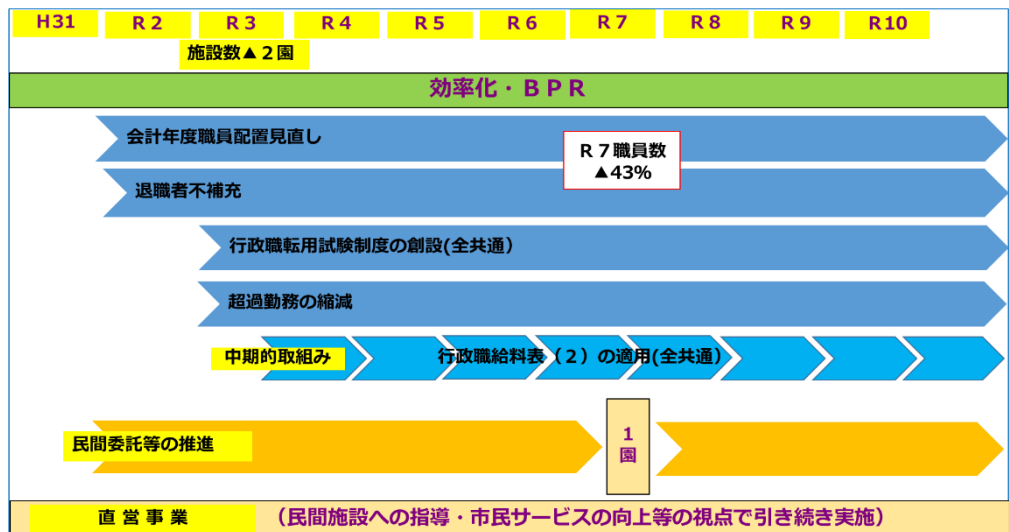 H31 R２ R３ R４ R５ R６ R７ R８ R９ R10
施設数▲２園
効率化・ＢＰＲ
会計年度職員配置見直し
R７職員数
▲43%
退職者不補充
行政職転用試験制度の創設(全共通）
超過勤務の縮減
中期的取組み 行政職給料表（２）の適用(全共通）
民間委託等の推進
１
園
直営事業 （民間施設への指導・市民サービスの向上等の視点で引き続き実施）